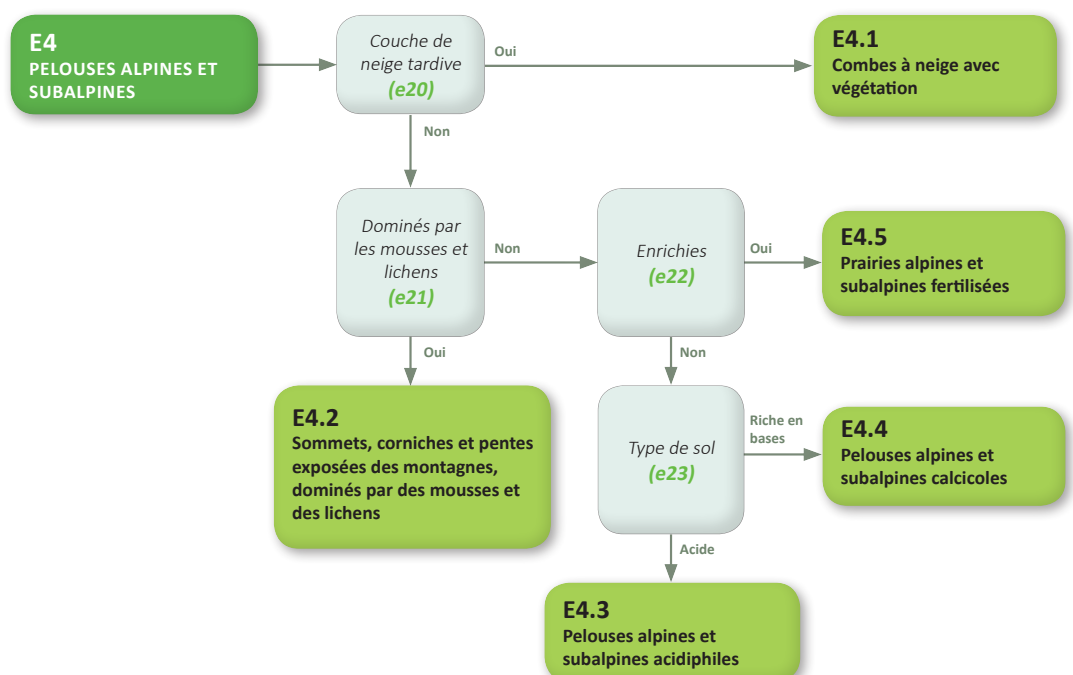 E4
PELOUSES ALPINES ET
SUBALPINES
Couche de
neige tardive
(e20)
Oui
E4.1
Combes à neige avec
végétation
Non
Dominés par
les mousses et
lichens
(e21)
Non
Enrichies
(e22)
Oui
E4.5
Prairies alpines et
subalpines fertilisées
Oui
Non
E4.2
Sommets, corniches et pentes
exposées des montagnes,
dominés par des mousses et
des lichens
Type de sol
(e23)
Riche en
bases
E4.4
Pelouses alpines et
subalpines calcicoles
Acide
E4.3
Pelouses alpines et
subalpines acidiphiles